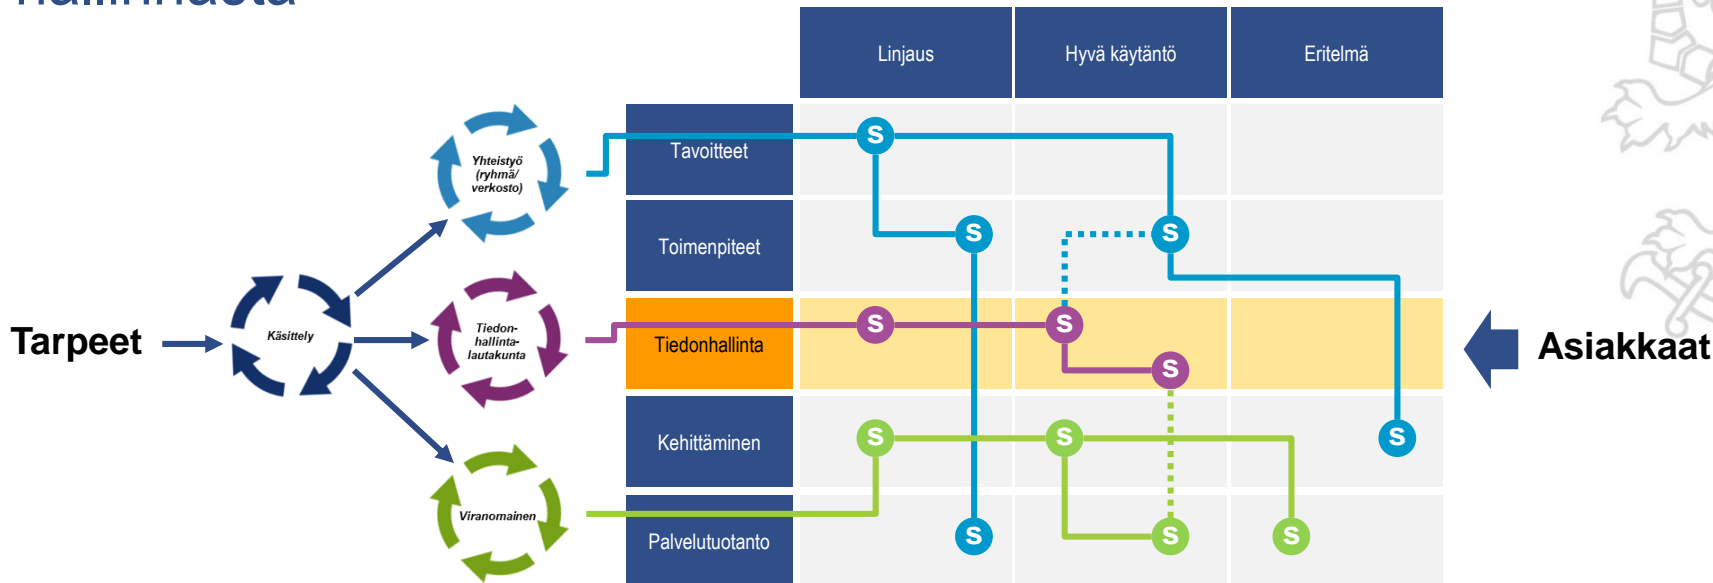 Linjaus
Hyvä käytäntö
Eritelmä
Tavoitteet
S
Yhteistyö
(ryhmä/
verkosto)
Toimenpiteet
S
S
Tarpeet
Käsittely
Tiedon-
hallinta-
lautakunta
Tiedonhallinta
S
S
S
Asiakkaat
Kehittäminen
S
S
S
Viranomainen
Palvelutuotanto
S
S
S